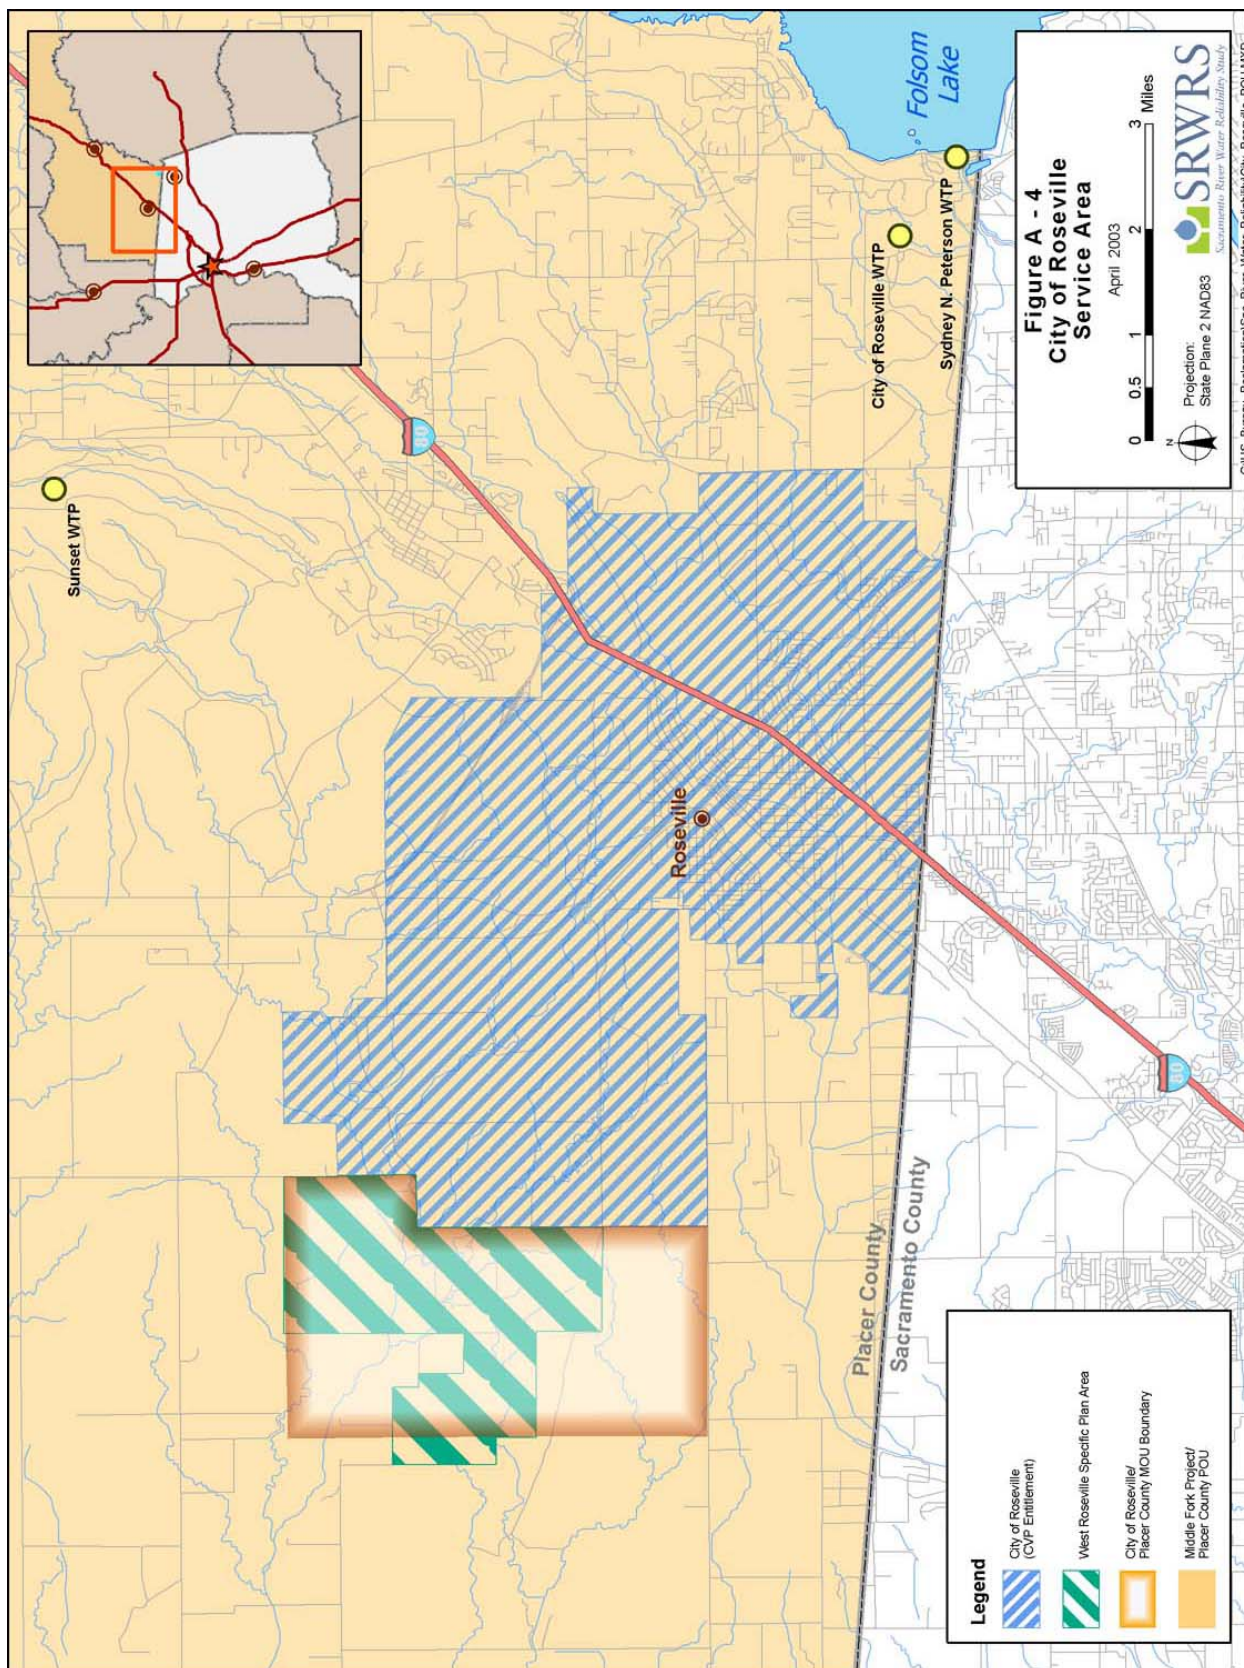 Folsom
Lake
Sunset WTP
City of Roseville WTP
Sydney N. Peterson WTP
80
Roseville
80
Placer County
Sacramento County
Legend
City of Roseville
(CVP Entitlement)
West Roseville Specific Plan Area
City of Roseville/
Placer County MOU Boundary
Middle Fork Project/
Placer County POU
Figure A - 4
City of Roseville
Service Area
April 2003
0 0.5 1 2 3
Miles
N
Projection:
State Plane 2 NAD83
SRWRS
Sacramento River Water Reliability Study